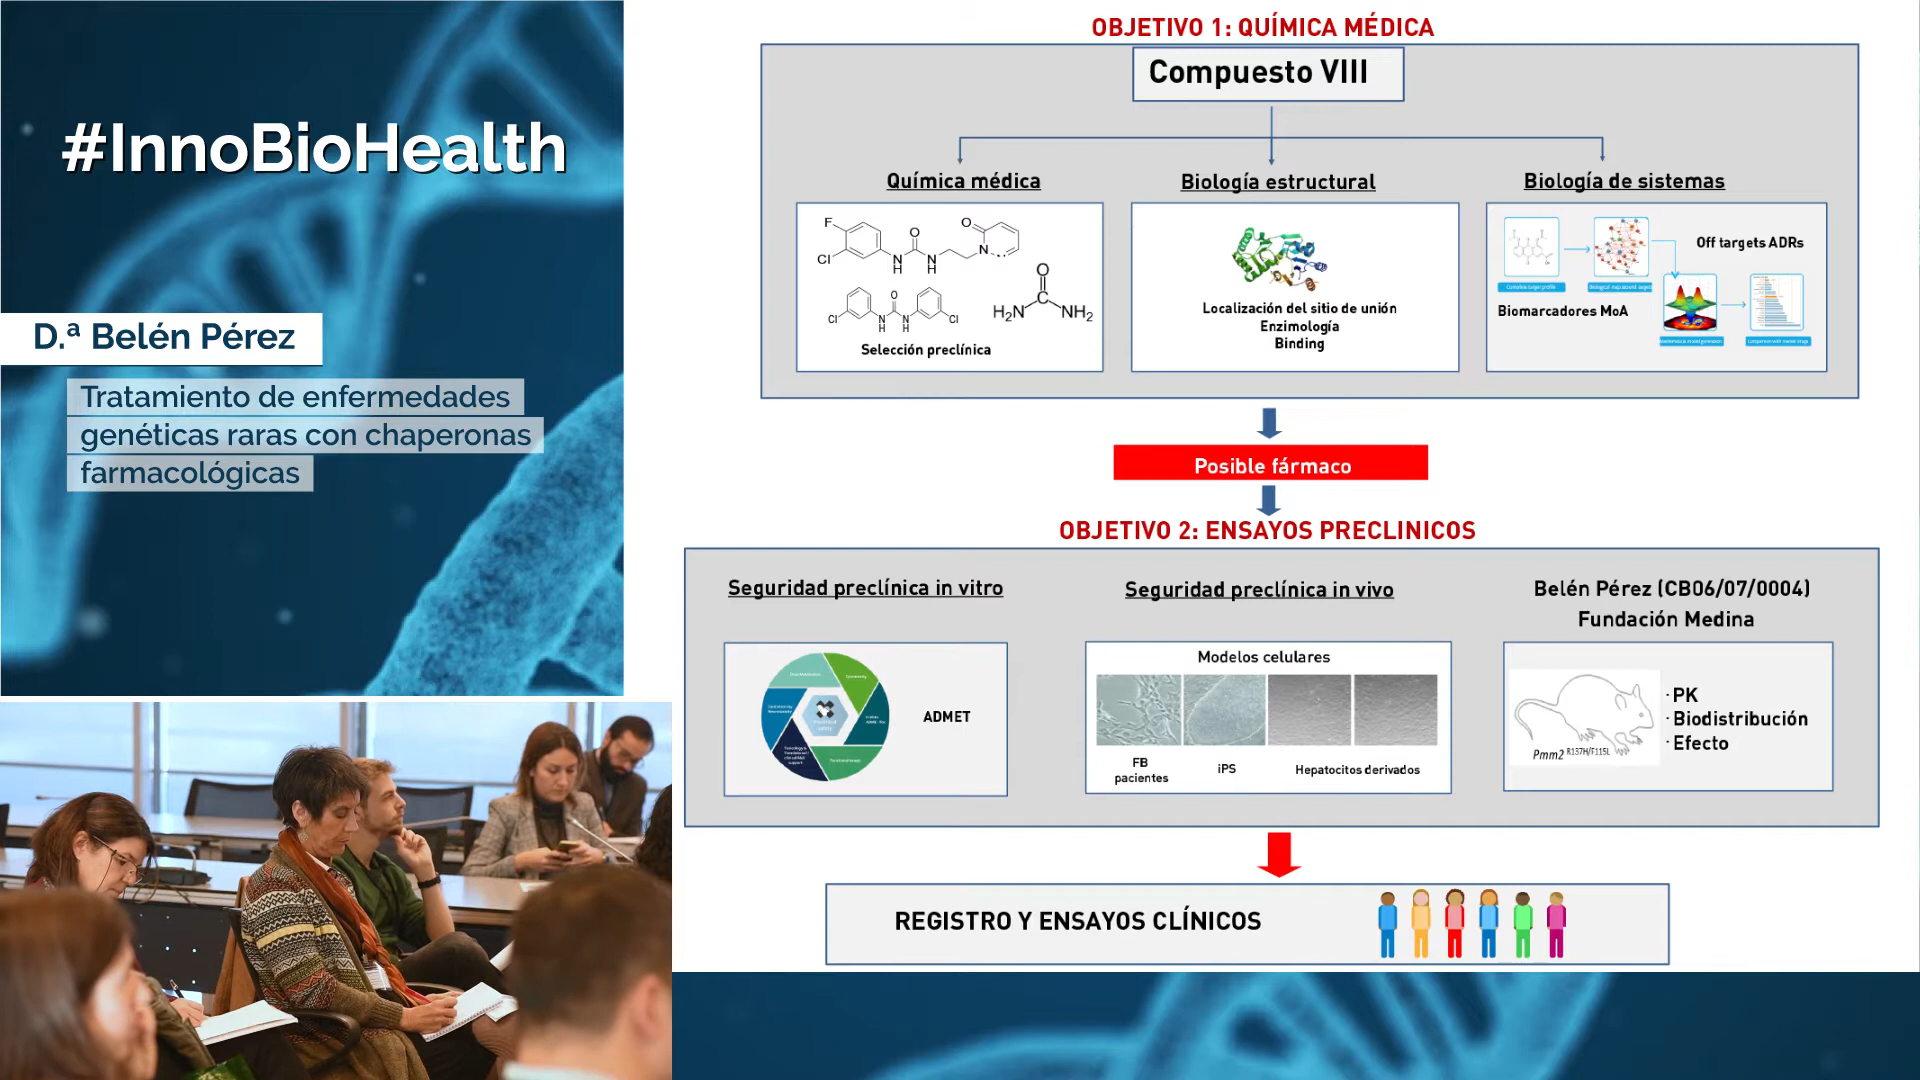 #InnoBioHealth
D.ª Belén Pérez
Tratamiento de enfermedades
genéticas raras con chaperonas
farmacológicas
OBJETIVO 1: QUÍMICA MÉDICA
Compuesto VIII
Química médica
F
Cl
N
H
O
N
H
O
N
Cl
N
H
O
N
H
Cl
O
C
H₂N
NH₂
Selección preclínica
Biología estructural
Localización del sitio de unión
Enzimología
Binding
Biología de sistemas
Off targets ADRs
Biomarcadores MoA
Posible fármaco
OBJETIVO 2: ENSAYOS PRECLINICOS
Seguridad preclínica in vitro
ADMET
Seguridad preclínica in vivo
Modelos celulares
FB
pacientes
iPS
Hepatocitos derivados
Belén Pérez (CB06/07/0004)
Fundación Medina
Pmm2 R137H/F115L
· PK
· Biodistribución
· Efecto
REGISTRO Y ENSAYOS CLÍNICOS